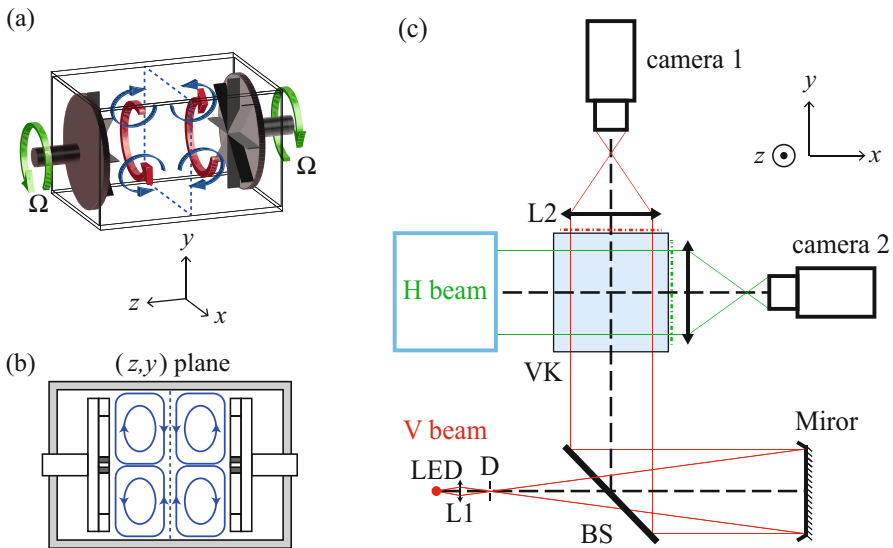 (a)
Ω
Ω
y
z
x
(b)
(z,y) plane
(c)
camera 1
y
z
x
L2
camera 2
H beam
VK
V beam
Miror
LED
D
L1
BS